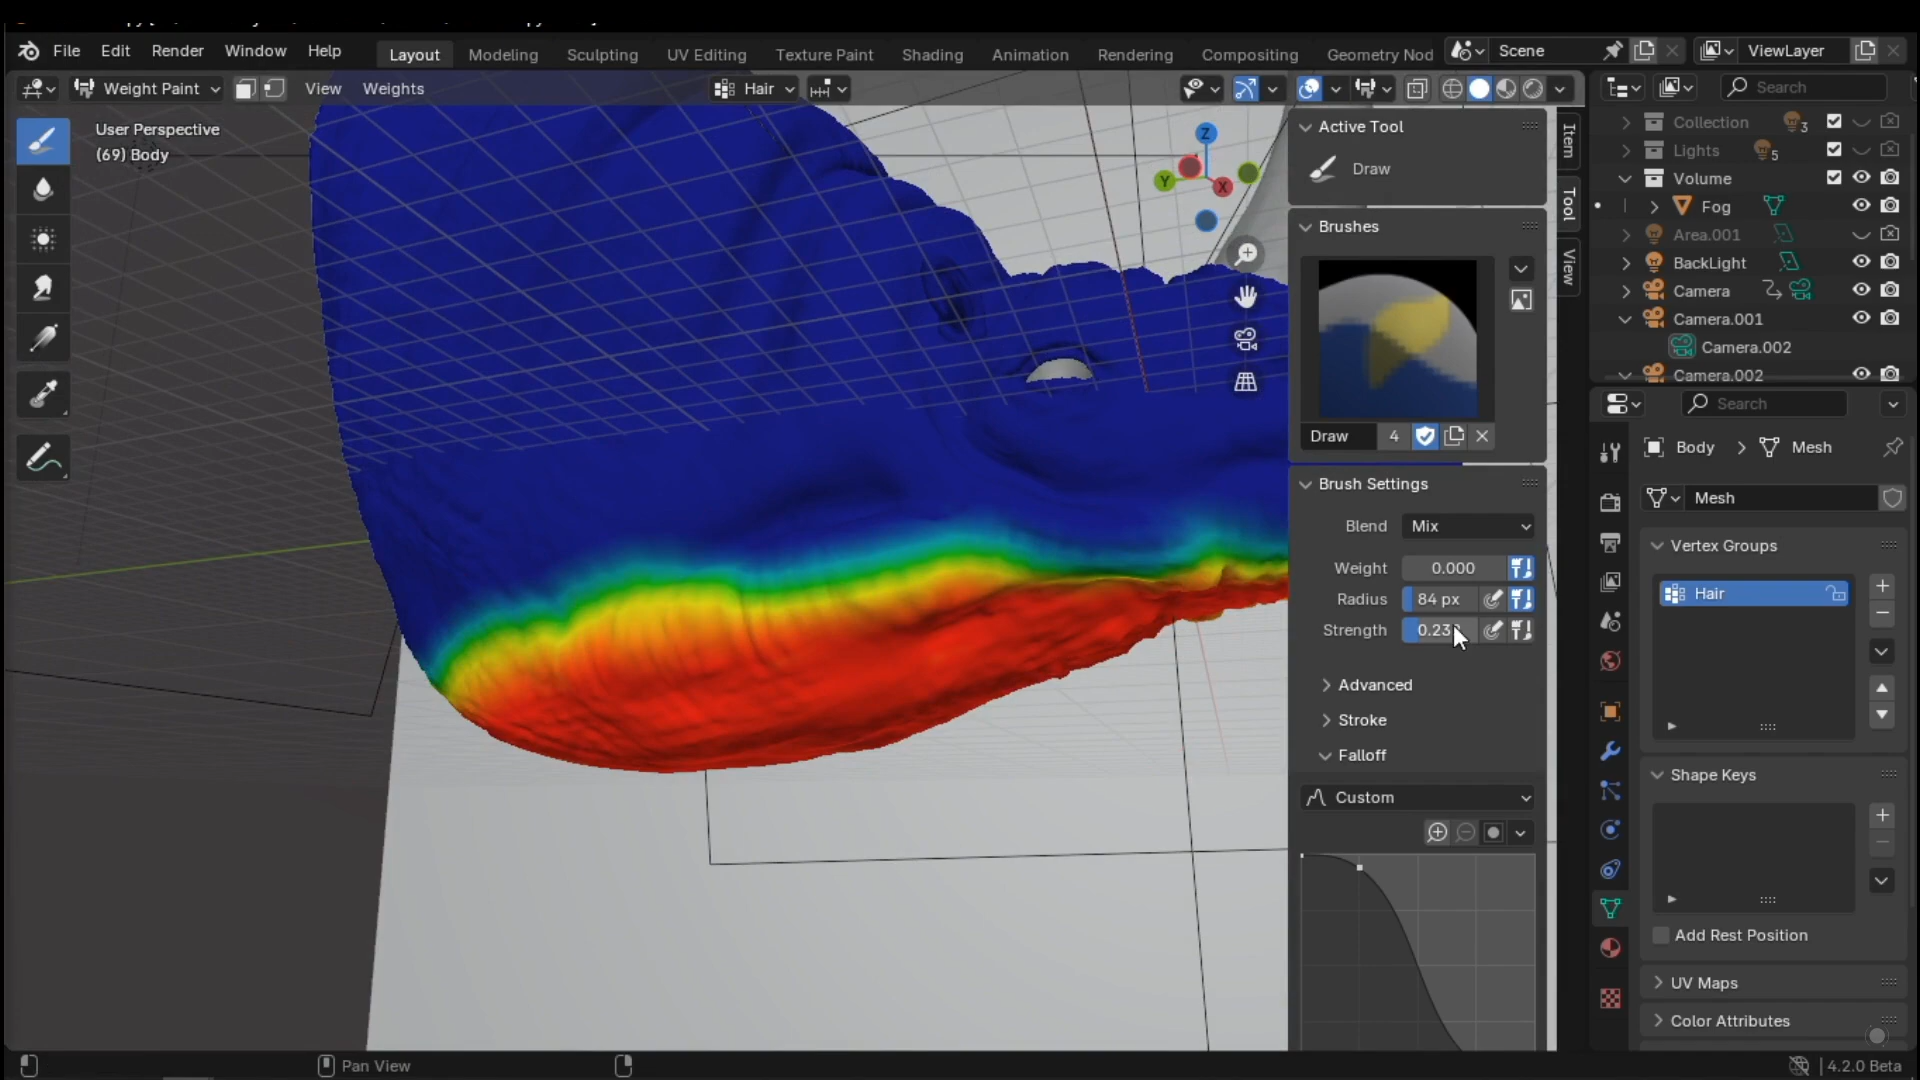 File Edit Render Window Help Layout Modeling Sculpting UV Editing Texture Paint Shading Animation Rendering Compositing Geometry Nod Scene ViewLayer
Weight Paint View Weights Hair Search
User Perspective
(69) Body
Z
Y
X
Item
Tool
View
Active Tool
Draw
Brushes
Draw 4
Brush Settings
Blend Mix
Weight 0.000
Radius 84 px
Strength 0.23
Advanced
Stroke
Falloff
Custom
Collection 3
Lights 5
Volume
Fog
Area.001
BackLight
Camera
Camera.001
Camera.002
Camera.002
Search
Body > Mesh
Mesh
Vertex Groups
Hair
Shape Keys
Add Rest Position
UV Maps
Color Attributes
Pan View
4.2.0 Beta